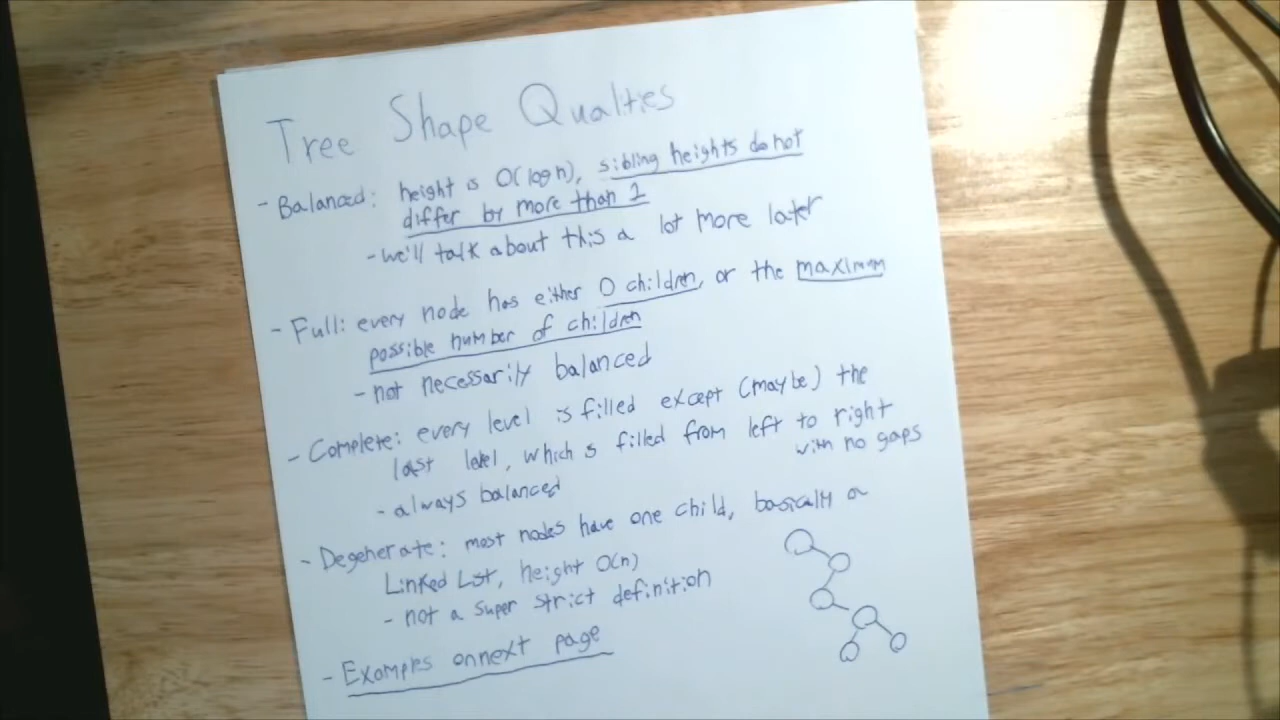 Tree Shape Qualties
- Balanced: height is O(log n), sibling heights do not
differ by more than 1
- we'll talk about this a lot more later
- Full: every node has either 0 children, or the maximum
possible number of children
- not necessarily balanced
- Complete: every level is filled except (maybe) the
last level, which is filled from left to right
with no gaps
- always balanced
- Degenerate: most nodes have one child, basically a
Linked List, height O(n)
- not a super strict definition
- Examples on next page